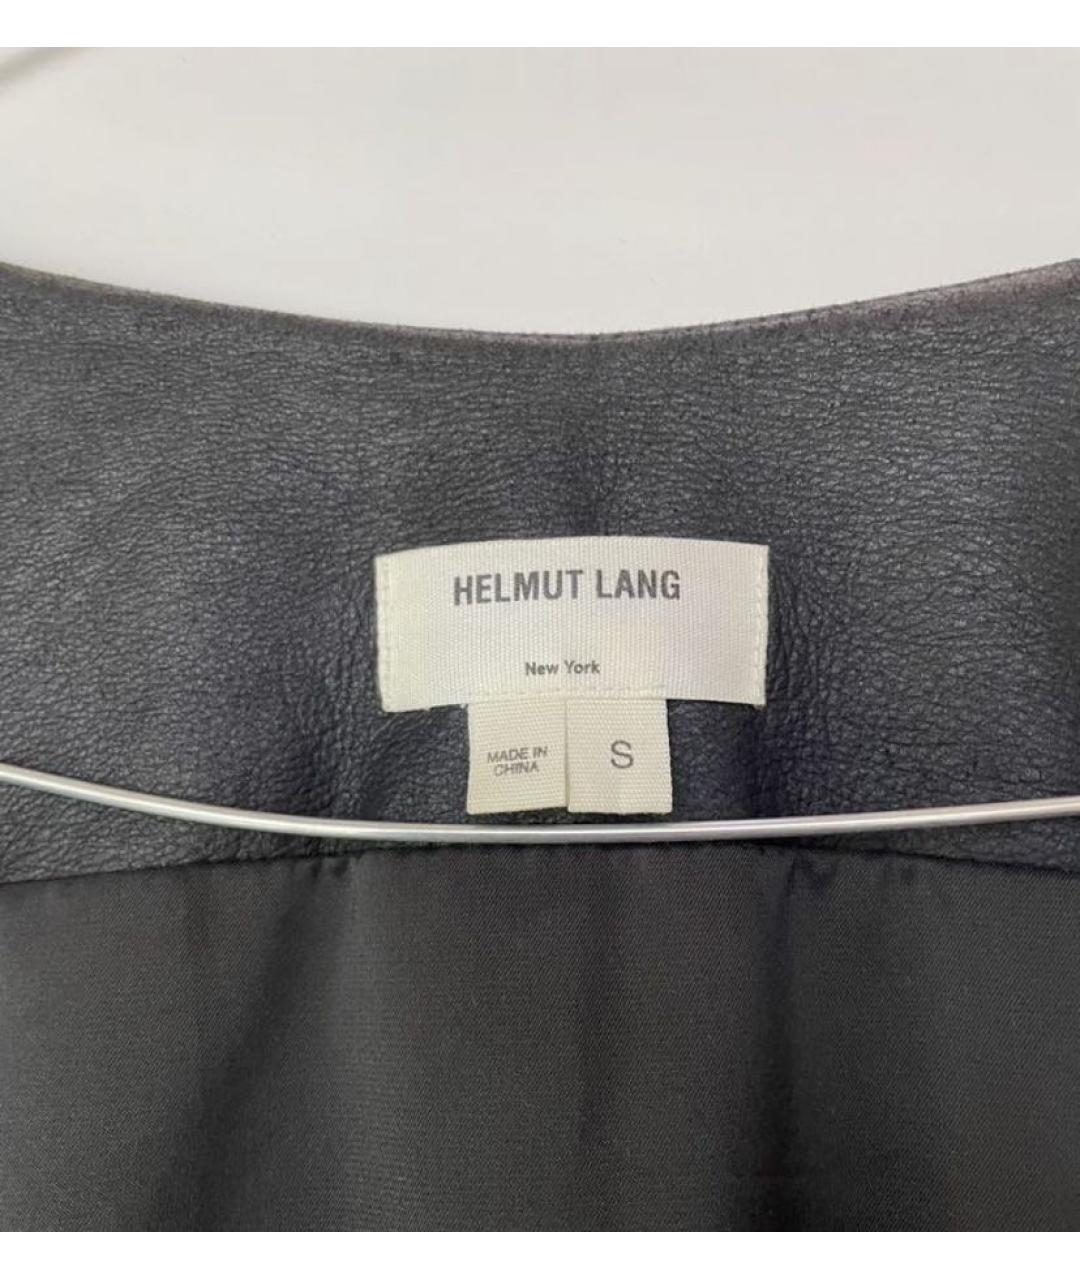 HELMUT LANG
New York
MADE IN
CHINA
S